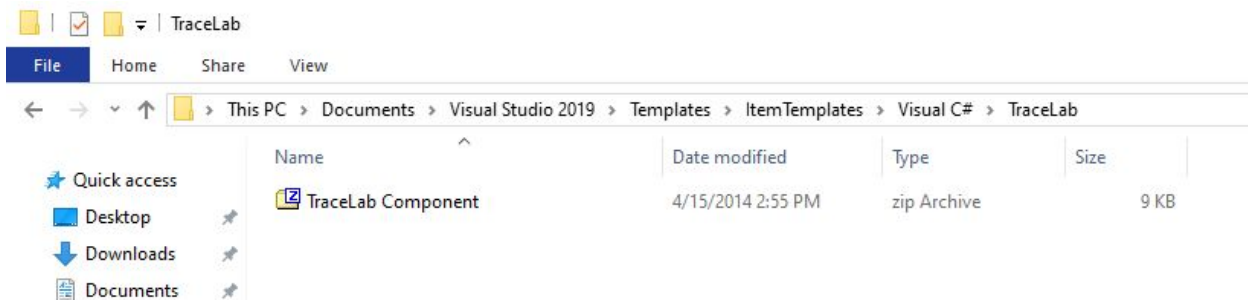 TraceLab
File Home Share View
This PC > Documents > Visual Studio 2019 > Templates > ItemTemplates > Visual C# > TraceLab
Name Date modified Type Size
Quick access
TraceLab Component 4/15/2014 2:55 PM zip Archive 9 KB
Desktop
Downloads
Documents